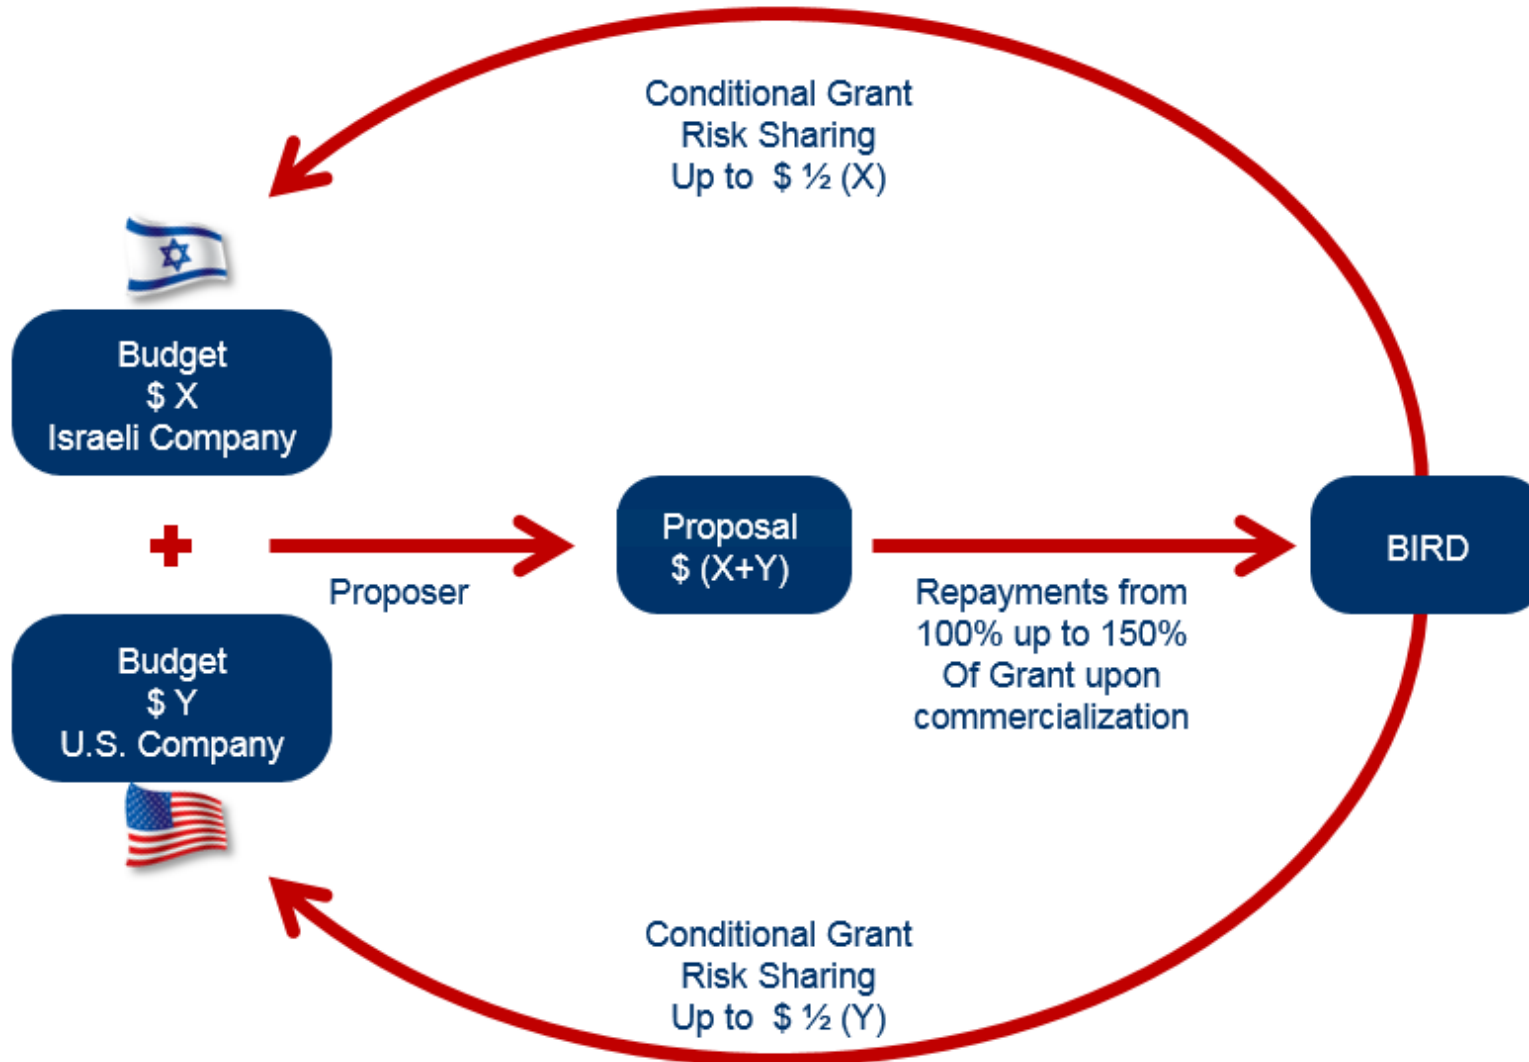 Conditional Grant
Risk Sharing
Up to $ ½ (X)
Budget
$ X
Israeli Company
Proposer
Proposal
$ (X+Y)
Repayments from
100% up to 150%
Of Grant upon
commercialization
BIRD
Budget
$ Y
U.S. Company
Conditional Grant
Risk Sharing
Up to $ ½ (Y)